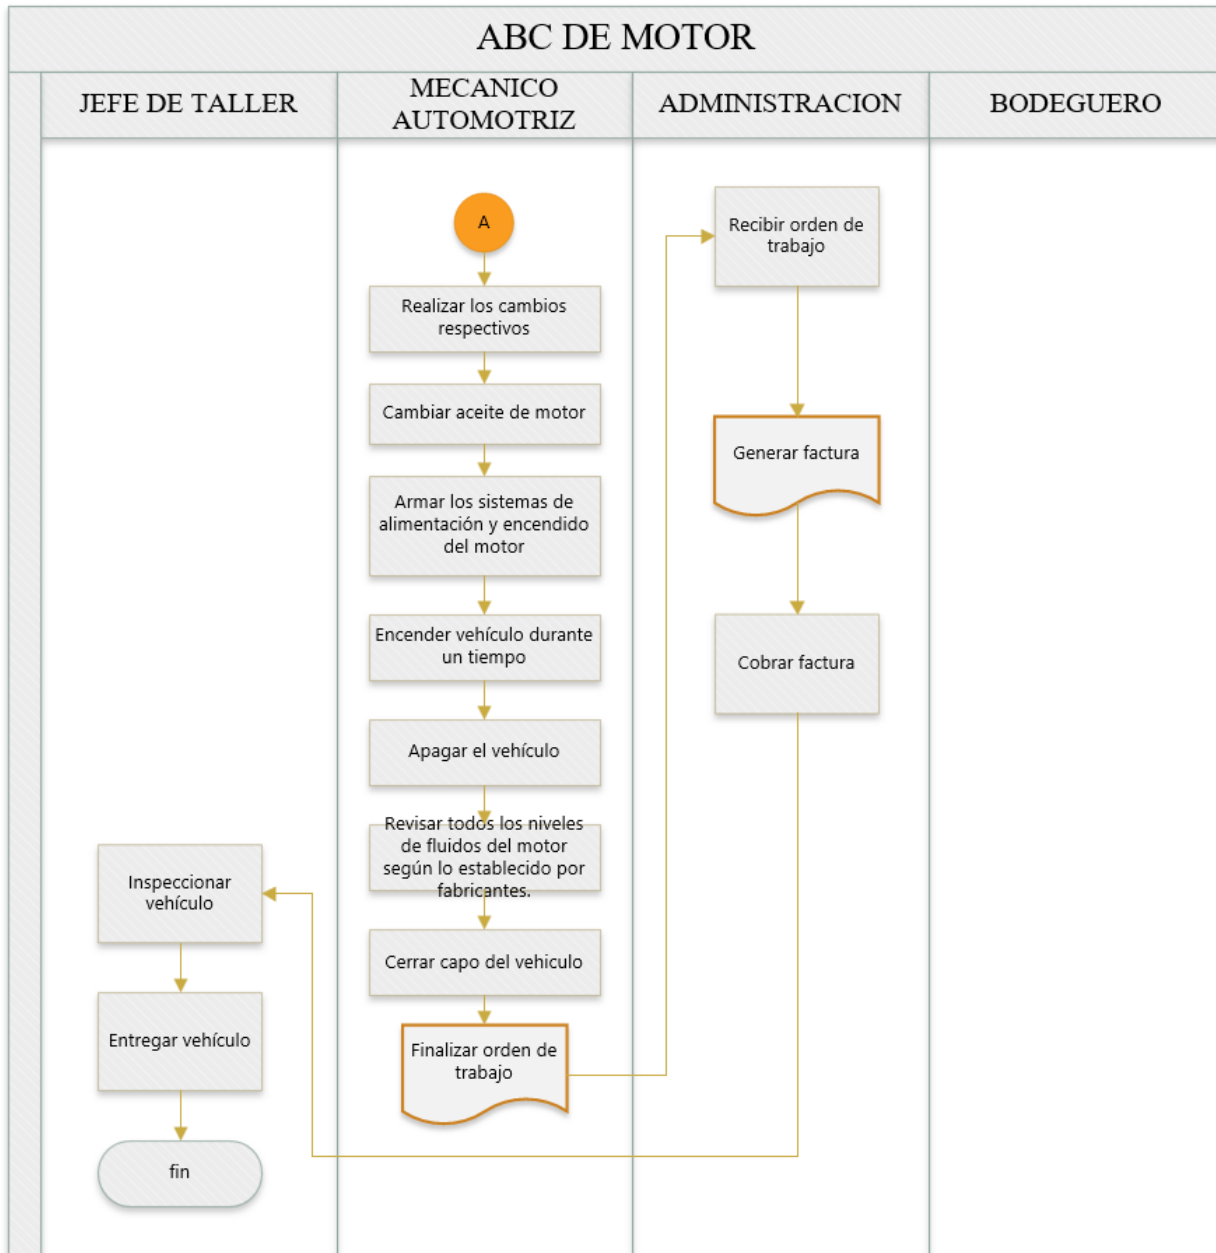 ABC DE MOTOR
JEFE DE TALLER
MECANICO
AUTOMOTRIZ
ADMINISTRACION
BODEGUERO
A
Realizar los cambios
respectivos
Cambiar aceite de motor
Armar los sistemas de
alimentación y encendido
del motor
Encender vehículo durante
un tiempo
Apagar el vehículo
Revisar todos los niveles
de fluidos del motor
según lo establecido por
fabricantes.
Cerrar capo del vehiculo
Finalizar orden de
trabajo
Recibir orden de
trabajo
Generar factura
Cobrar factura
Inspeccionar
vehículo
Entregar vehículo
fin